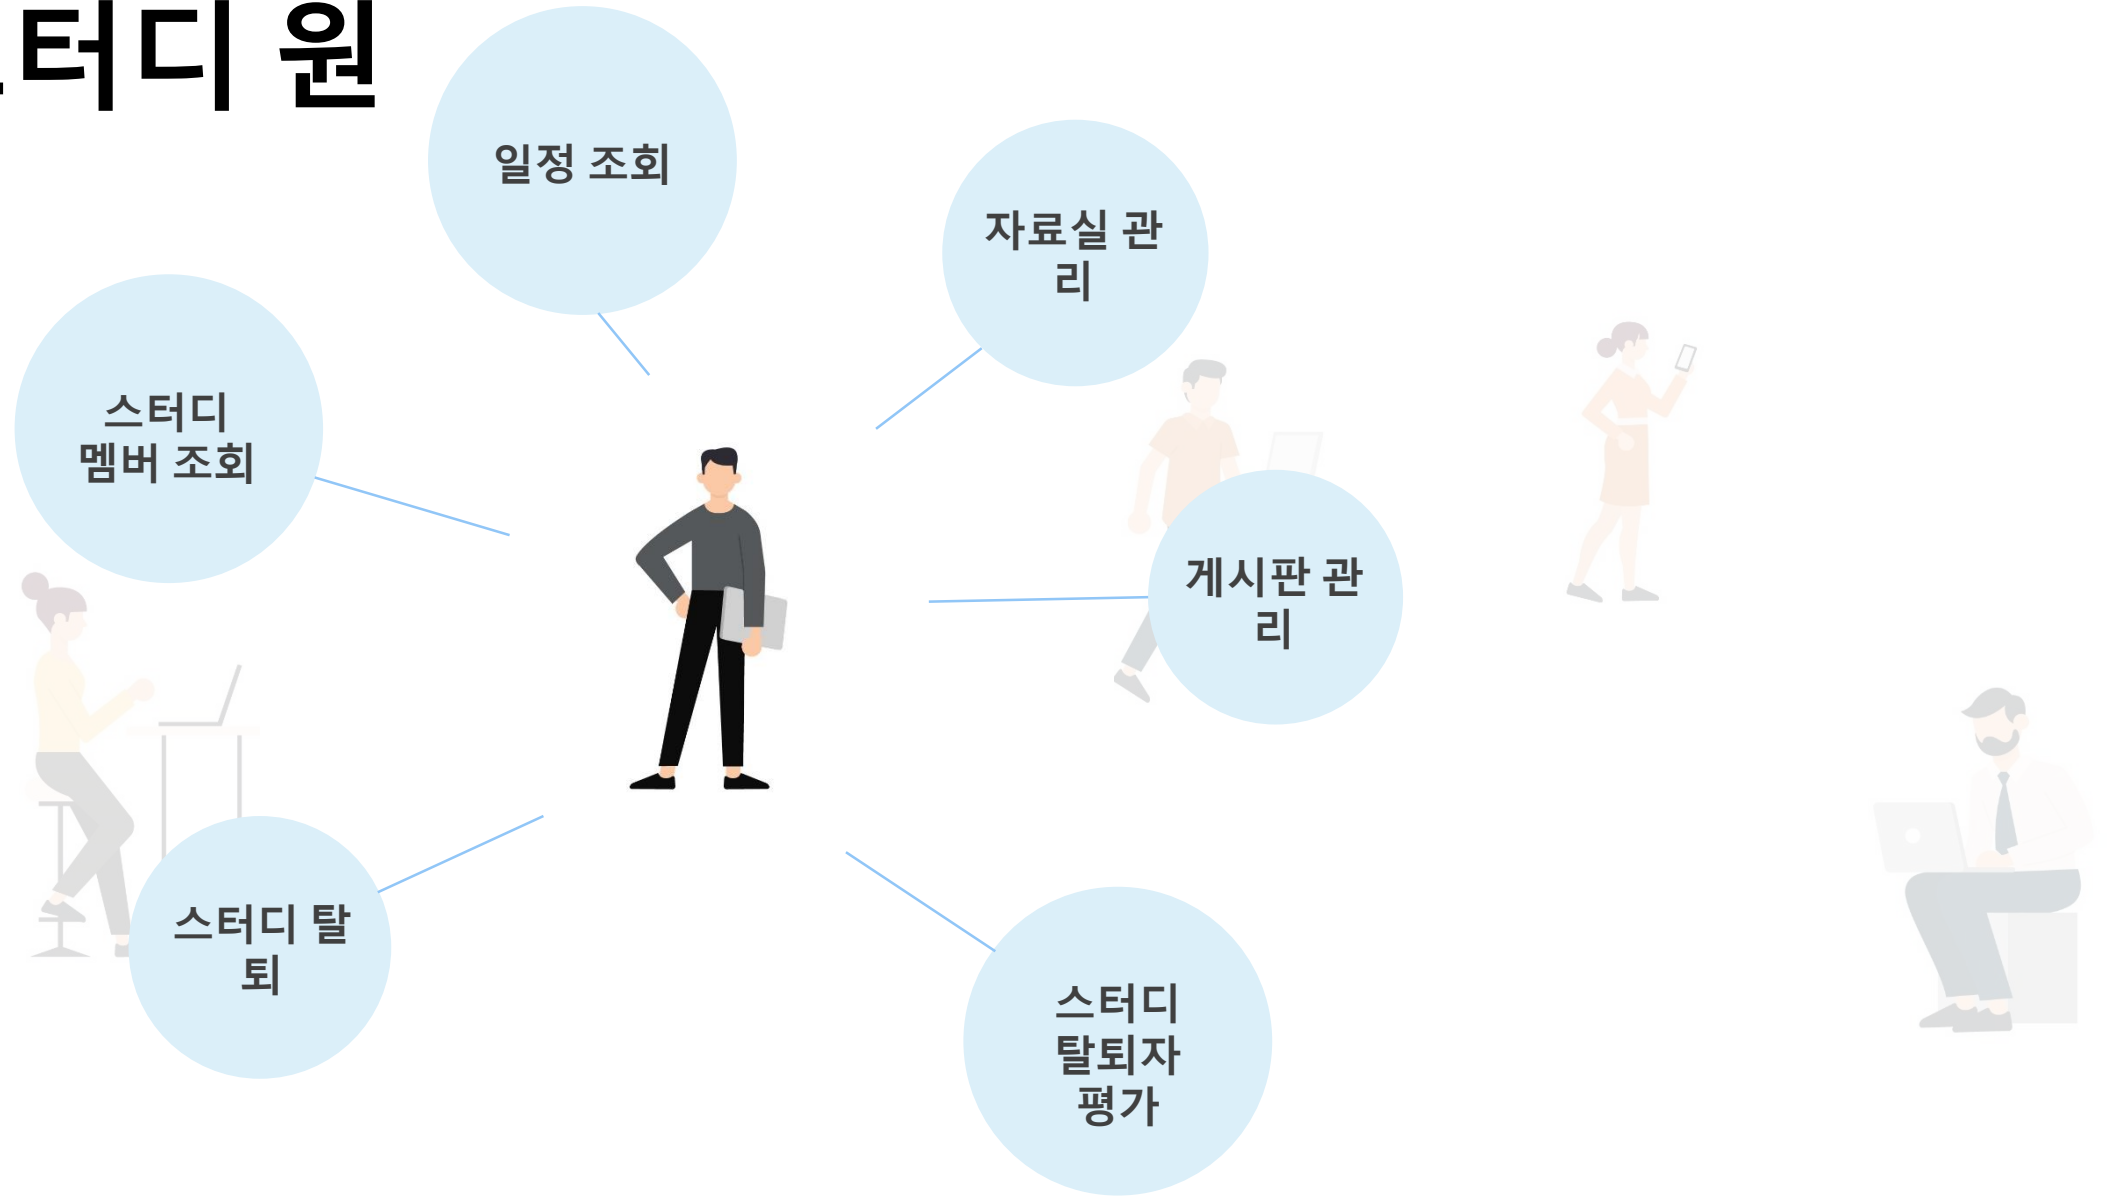 터디 원
일정 조회
자료실 관
리
스터디
멤버 조회
게시판 관
리
스터디 탈
퇴
스터디
탈퇴자
평가